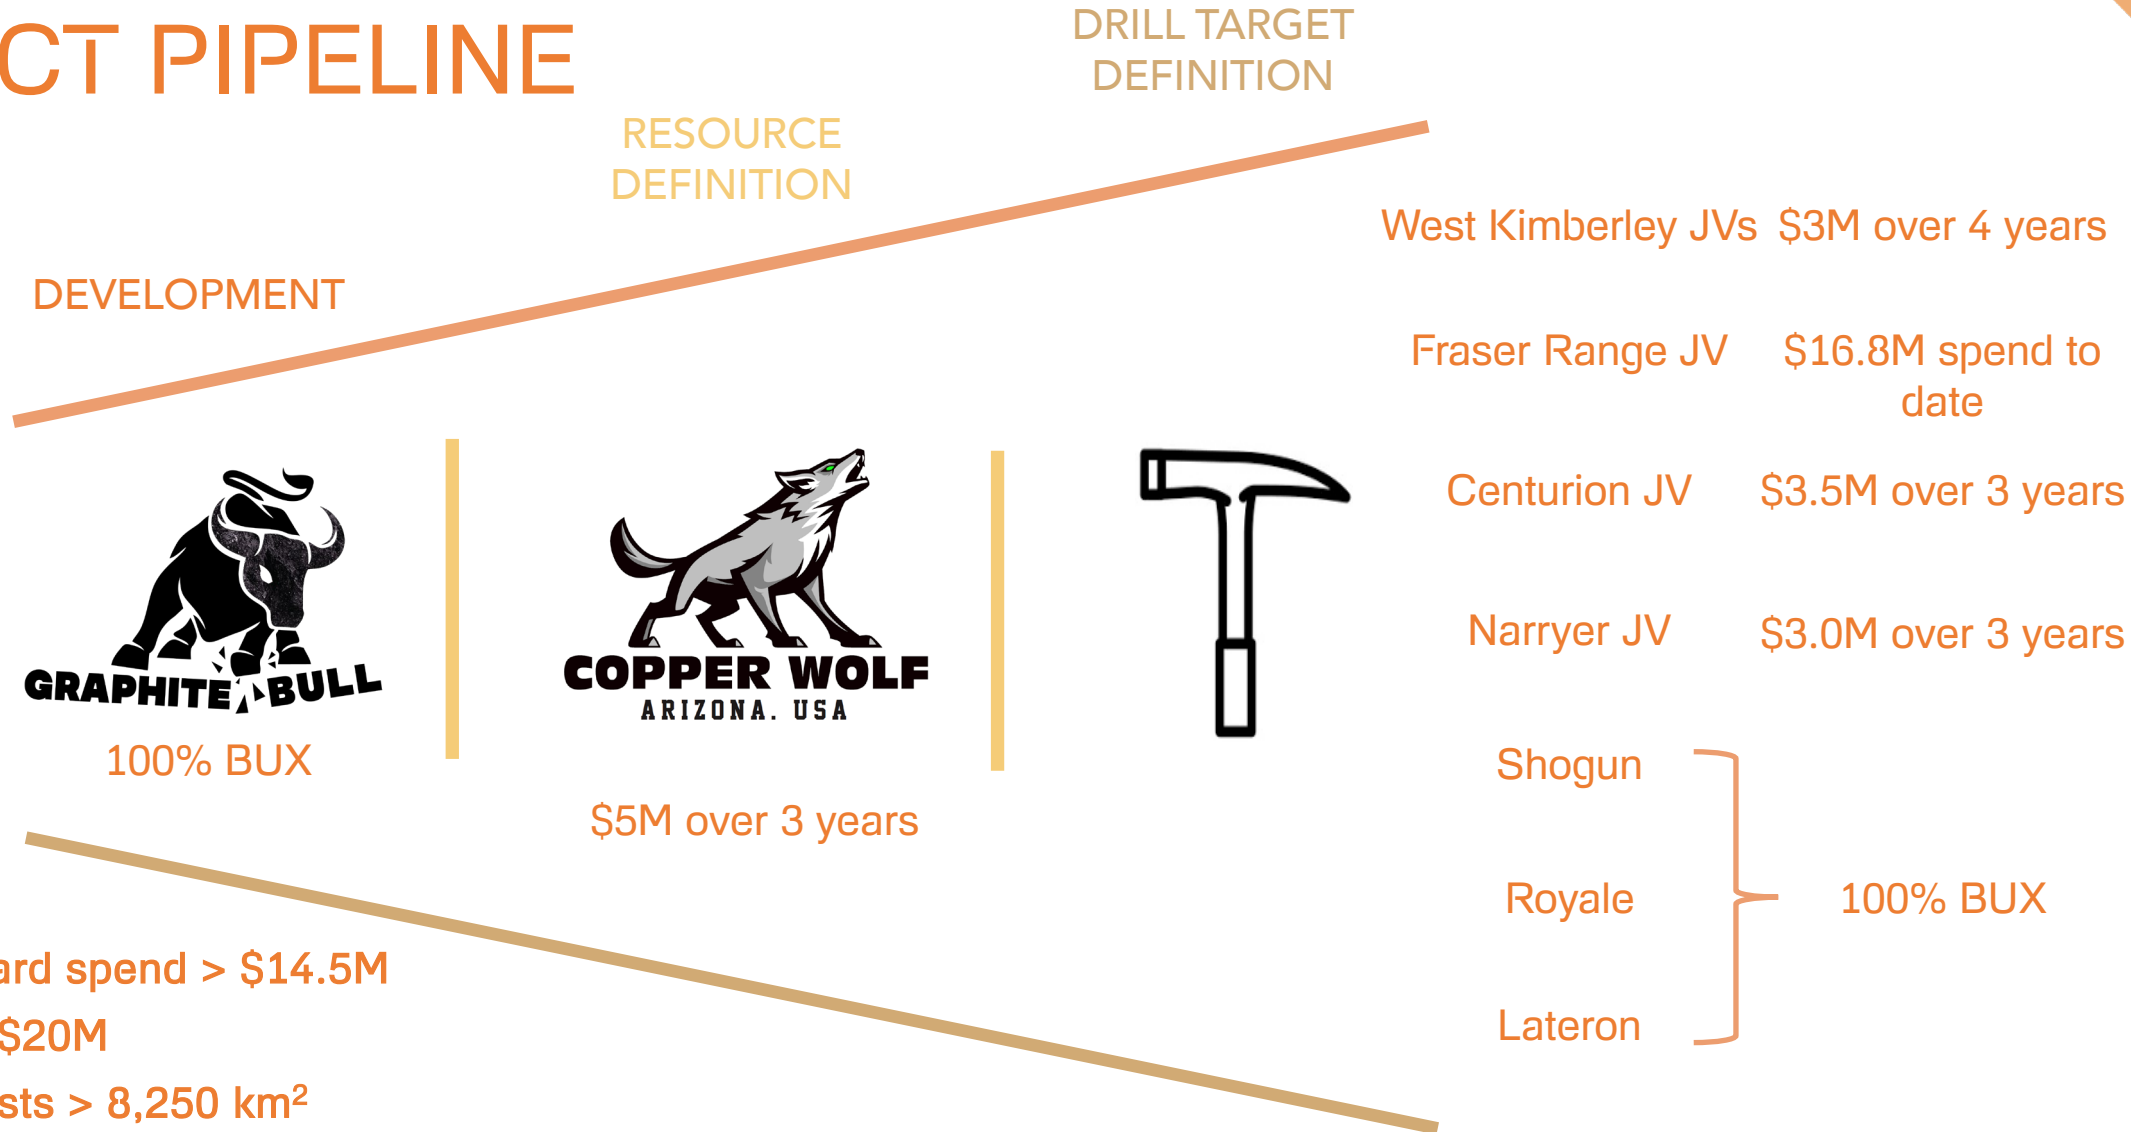 CT PIPELINE
DRILL TARGET
DEFINITION
RESOURCE
DEFINITION
DEVELOPMENT
West Kimberley JVs $3M over 4 years
Fraser Range JV $16.8M spend to
date
Centurion JV $3.5M over 3 years
Narryer JV $3.0M over 3 years
GRAPHITE BULL
100% BUX
COPPER WOLF
ARIZONA. USA
$5M over 3 years
Shogun
Royale
100% BUX
Lateron
ard spend > $14.5M
$20M
sts > 8,250 km²